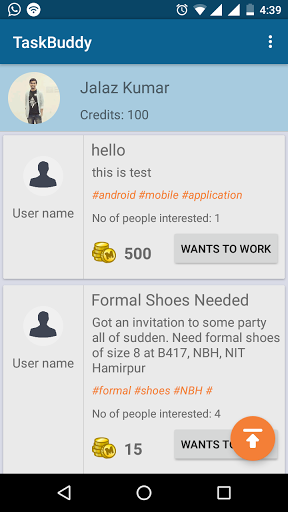 4:39
TaskBuddy
Jalaz Kumar
Credits: 100
hello
this is test
#android #mobile #application
User name
No of people interested: 1
500
WANTS TO WORK
Formal Shoes Needed
Got an invitation to some party
all of sudden. Need formal shoes
of size 8 at B417, NBH, NIT
Hamirpur
User name
#formal #shoes #NBH #
No of people interested: 4
15
WANTS TO